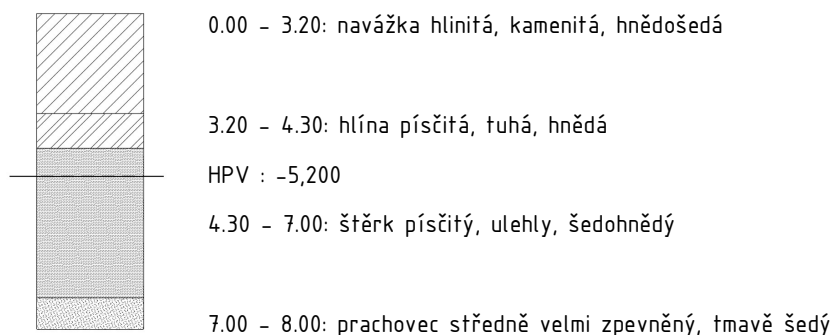 0.00 - 3.20: navážka hlinitá, kamenitá, hnědošedá
3.20 - 4.30: hlína písčitá, tuhá, hnědá
HPV : -5,200
4.30 - 7.00: štěrk písčitý, ulehly, šedohnědý
7.00 - 8.00: prachovec středně velmi zpevněný, tmavě šedý